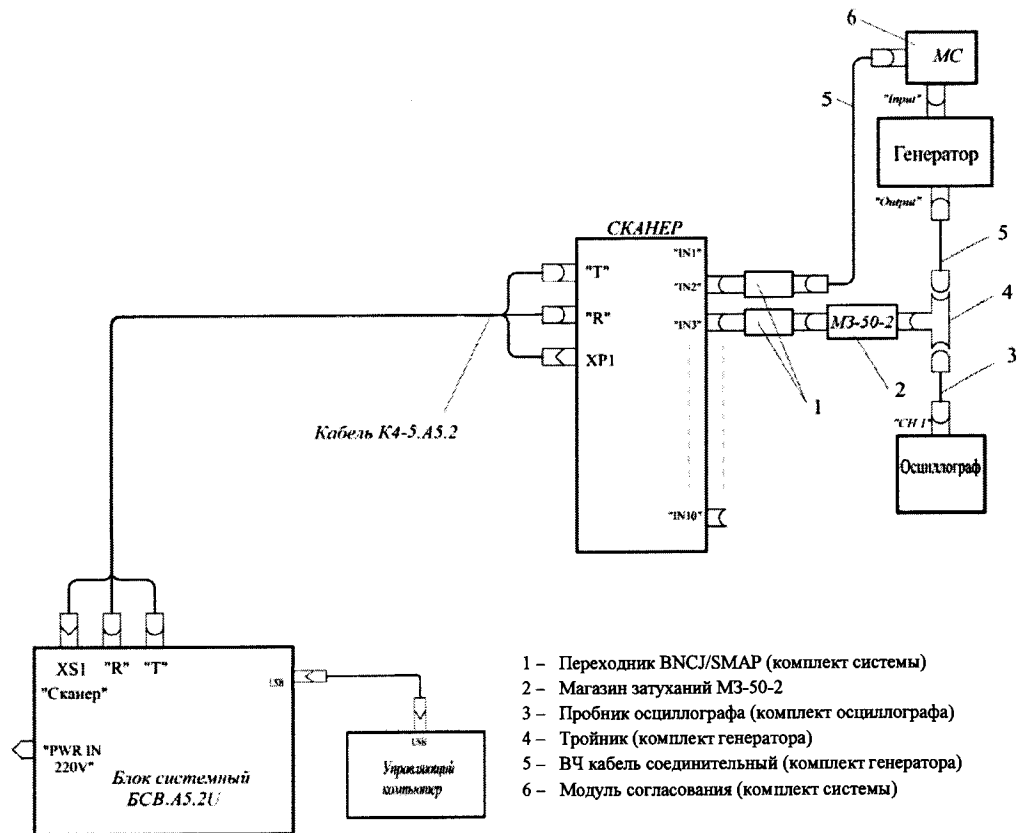 6
МС
5
"Input"
Генератор
"Output"
СКАНЕР
5
"IN1"
"T"
"IN2"
4
"R"
"IN3"
МЗ-50-2
3
XP1
1
2
"CH 1"
Кабель К4-5.А5.2
Осциллограф
"IN10"
XS1 "R" "T"
"Сканер"
USB
"PWR IN
220V"
Блок системный
БСВ.А5.2U
USB
Управляющий
компьютер
1 – Переходник BNCJ/SMAP (комплект системы)
2 – Магазин затуханий МЗ-50-2
3 – Пробник осциллографа (комплект осциллографа)
4 – Тройник (комплект генератора)
5 – ВЧ кабель соединительный (комплект генератора)
6 – Модуль согласования (комплект системы)